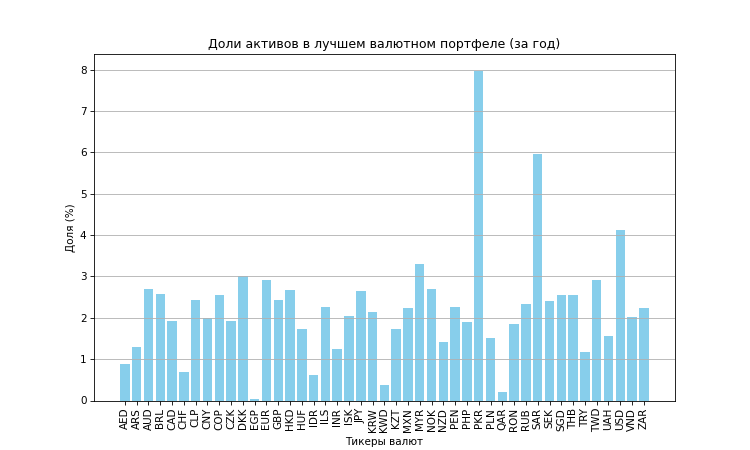 Доли активов в лучшем валютном портфеле (за год)
Доля (%)
8
7
6
5
4
3
2
1
0
AED ARS AUD BRL CAD CHF CLP CNY COP CZK DKK EGP EUR GBP HKD HUF IDR ILS INR ISK JPY KRW KWD KZT MXN MYR NOK NZD PEN PHP PKR PLN QAR RON RUB SAR SEK SGD THB TRY TWD UAH USD VND ZAR
Тикеры валют